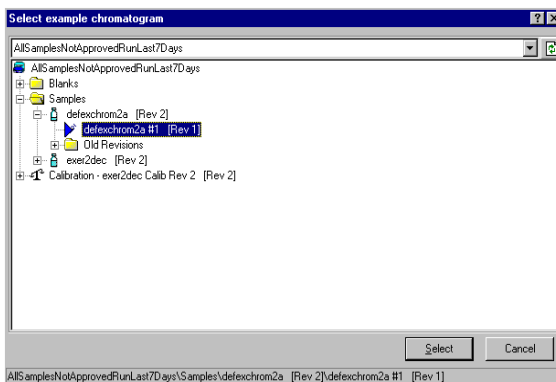 Select example chromatogram
AllSamplesNotApprovedRunLast7Days
AllSamplesNotApprovedRunLast7Days
Blanks
Samples
defexchrom2a [Rev 2]
defexchrom2a #1 [Rev 1]
Old Revisions
exer2dec [Rev 2]
Calibration - exer2dec Calib Rev 2 [Rev 2]
Select Cancel
AllSamplesNotApprovedRunLast7Days\Samples\defexchrom2a [Rev 2]\defexchrom2a #1 [Rev 1]